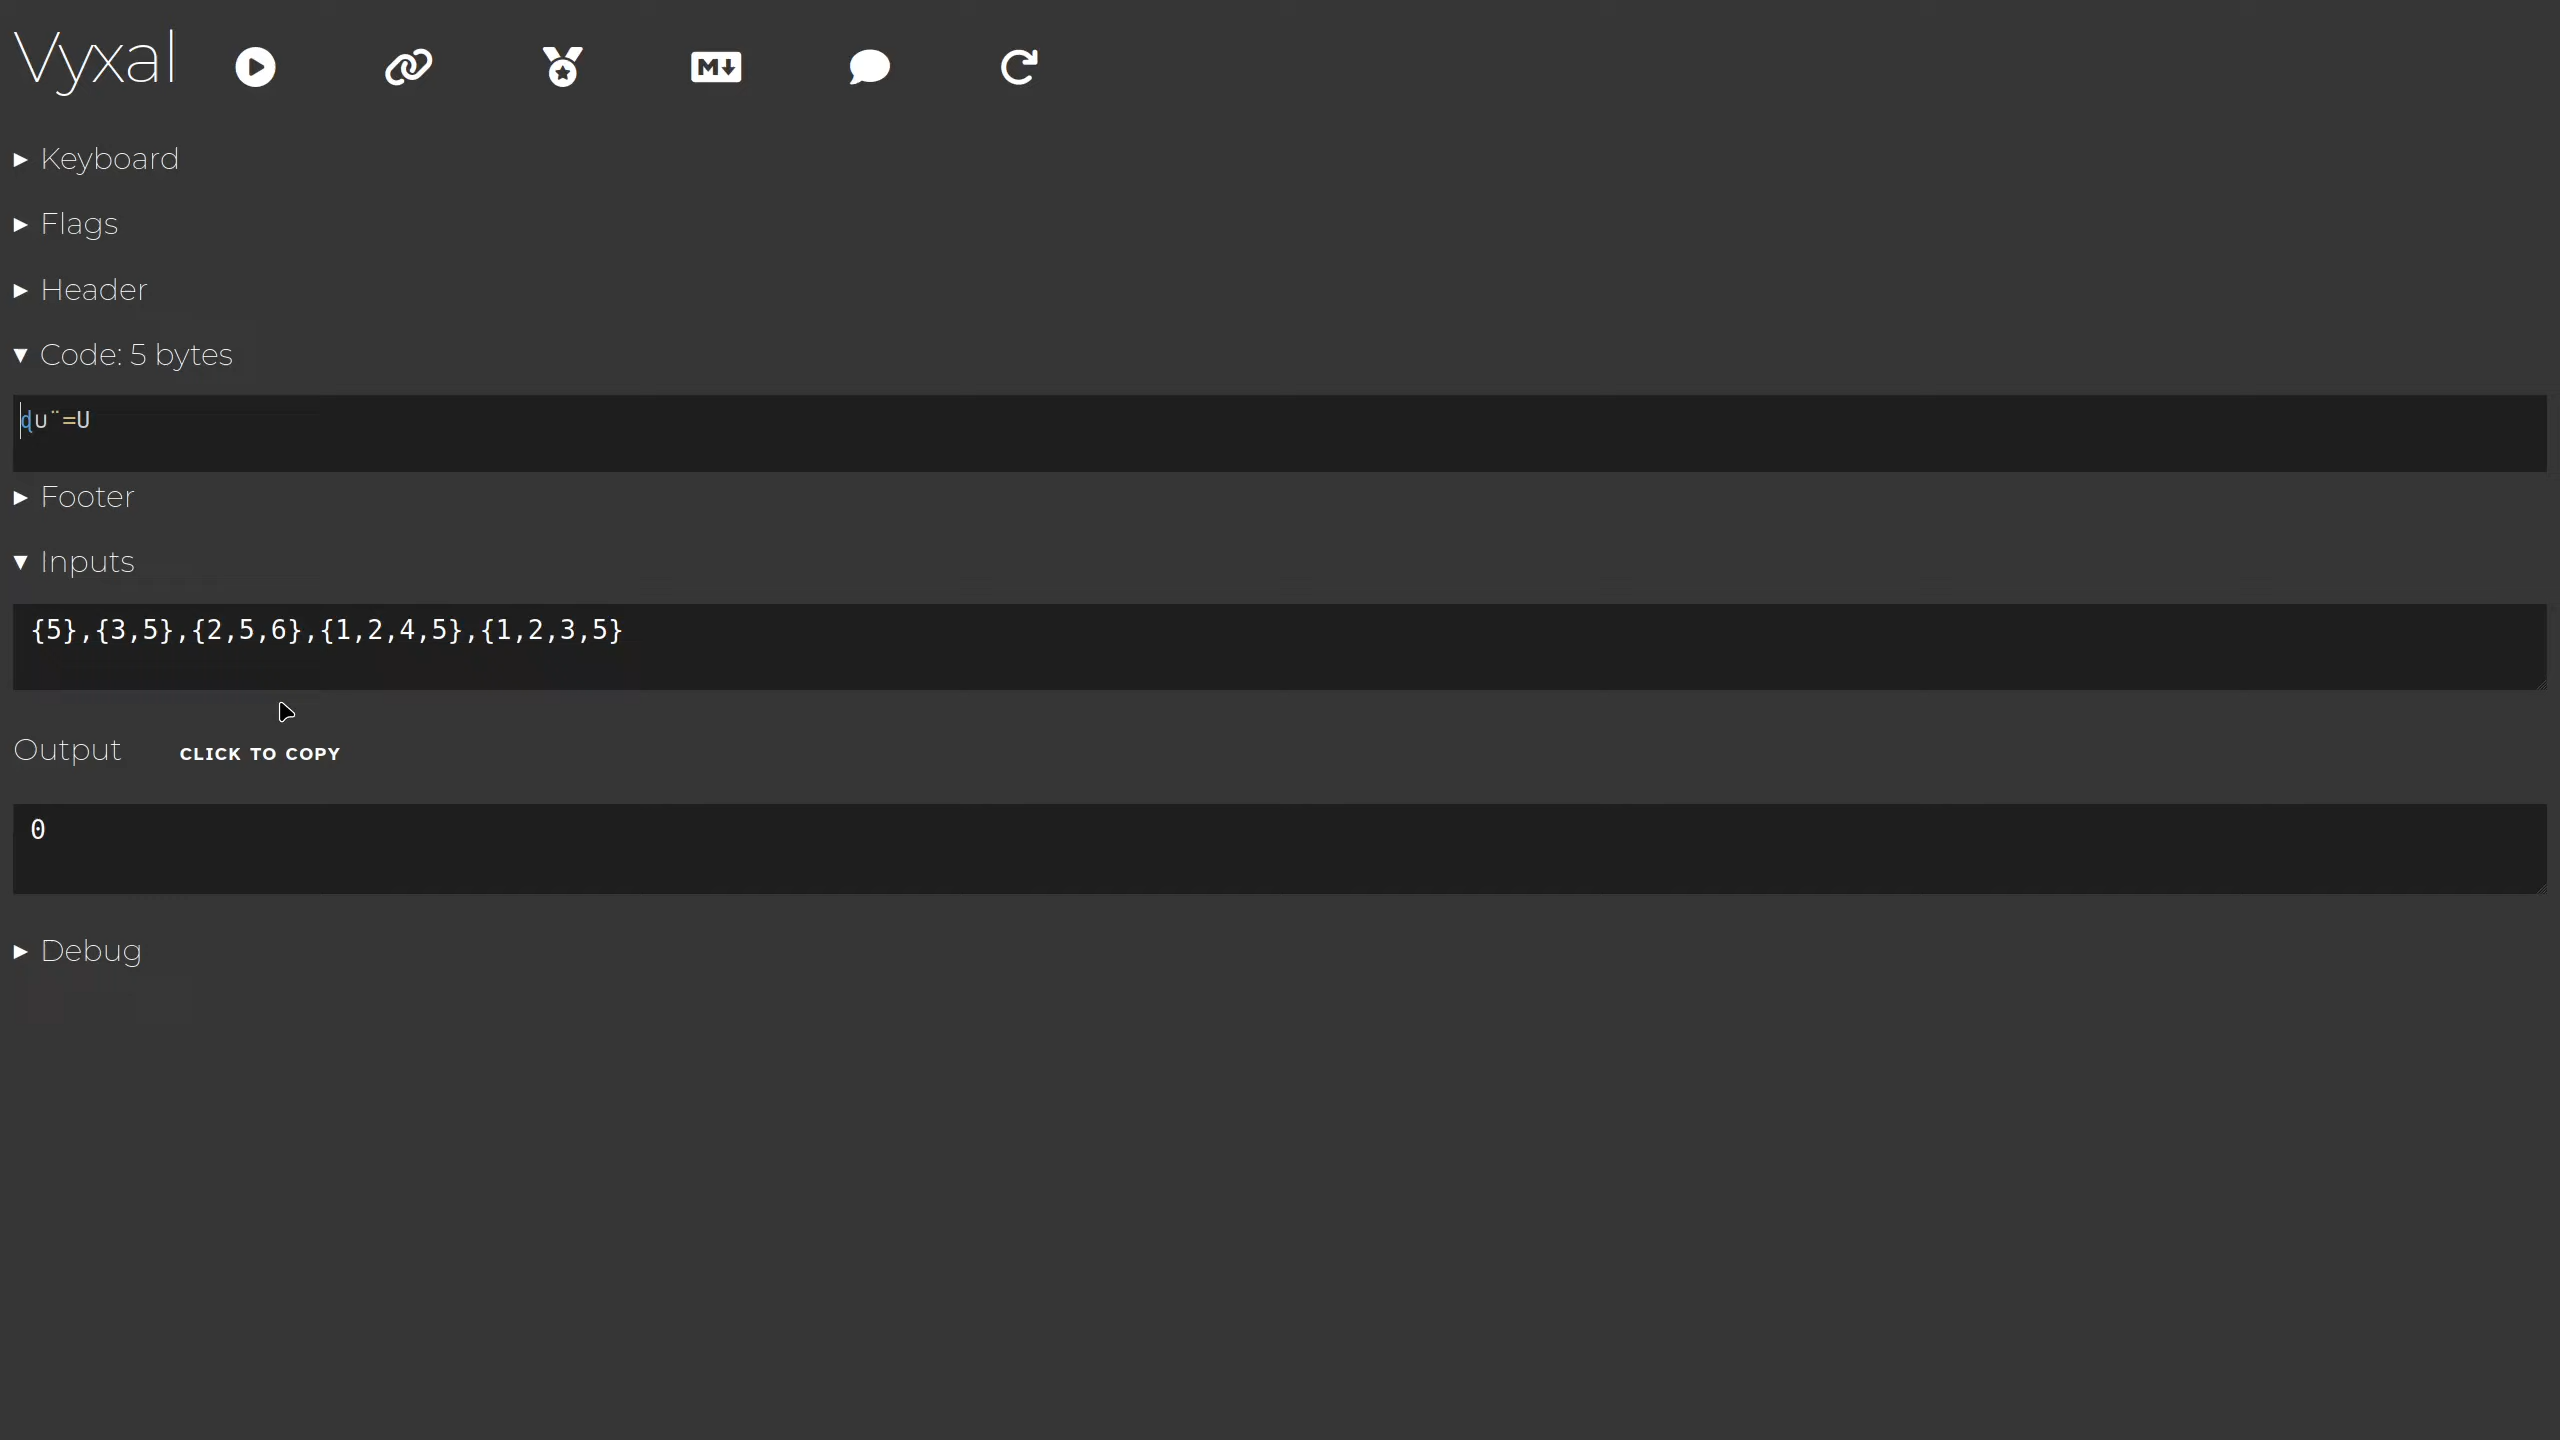 Vyxal
Keyboard
Flags
Header
Code: 5 bytes
ɖu¨=U
Footer
Inputs
{5},{3,5},{2,5,6},{1,2,4,5},{1,2,3,5}
Output CLICK TO COPY
0
Debug